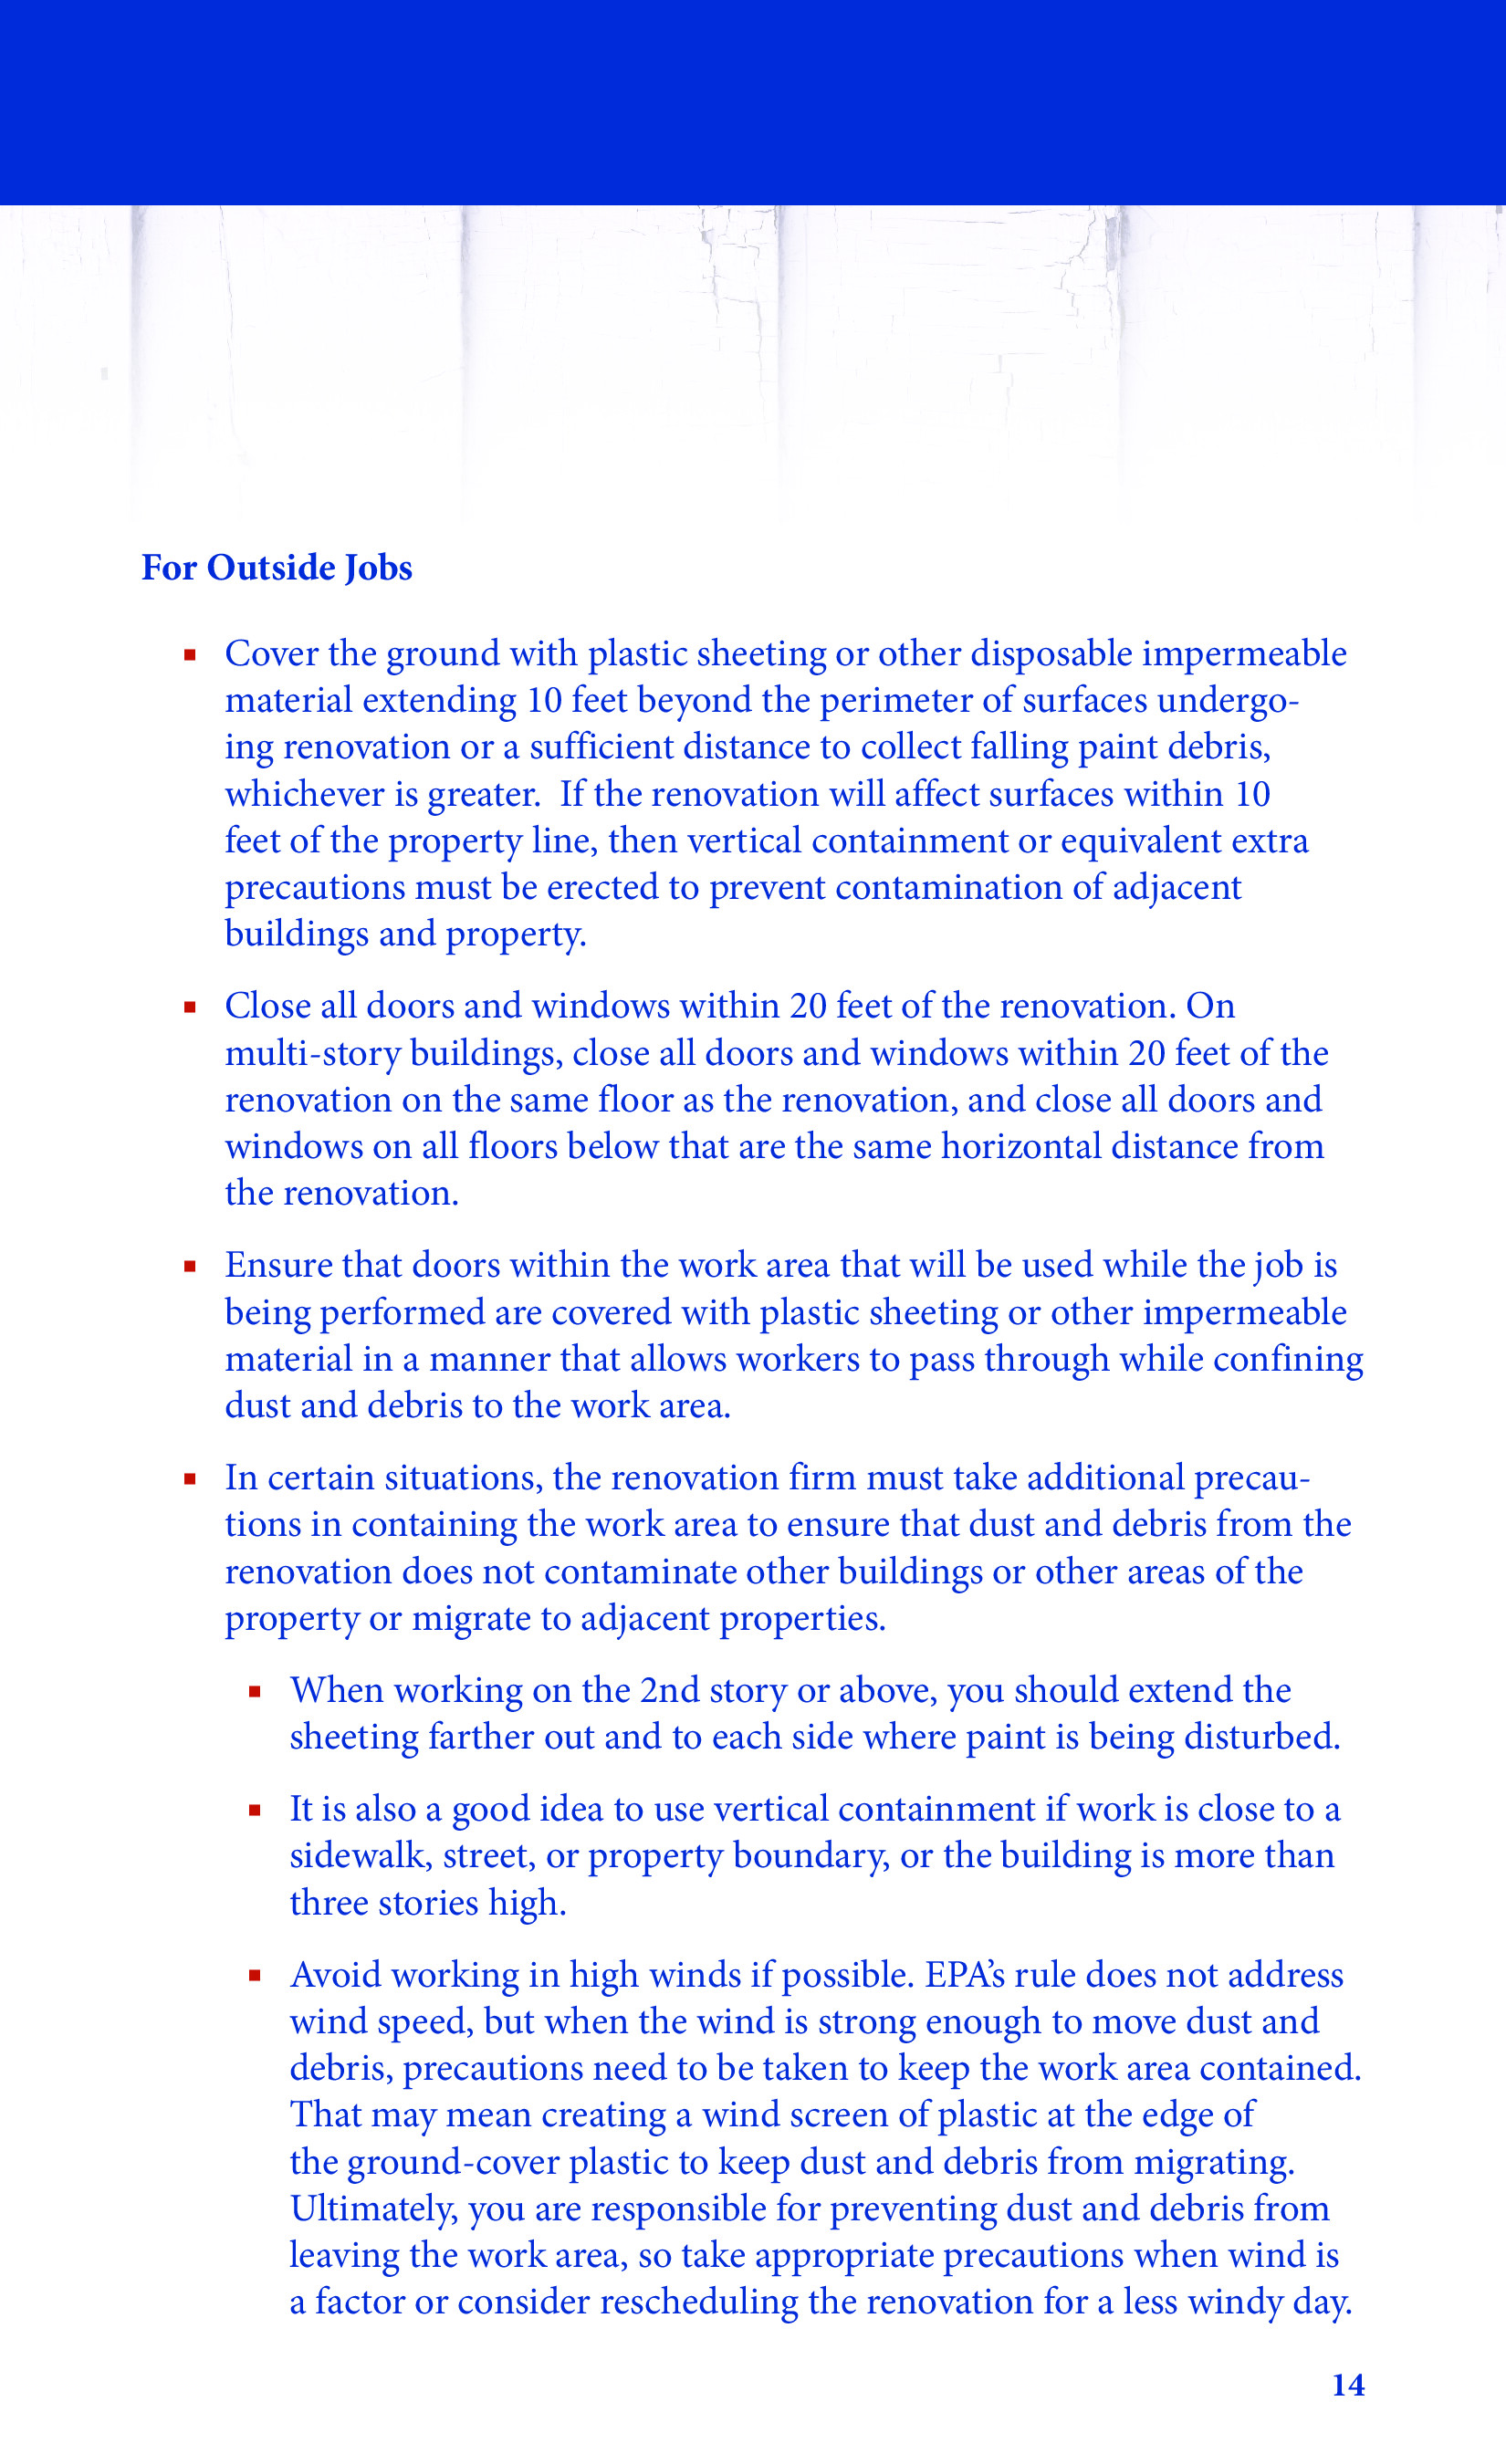 For Outside Jobs
▪ Cover the ground with plastic sheeting or other disposable impermeable
material extending 10 feet beyond the perimeter of surfaces undergo-
ing renovation or a sufficient distance to collect falling paint debris,
whichever is greater.  If the renovation will affect surfaces within 10
feet of the property line, then vertical containment or equivalent extra
precautions must be erected to prevent contamination of adjacent
buildings and property.
▪ Close all doors and windows within 20 feet of the renovation. On
multi-story buildings, close all doors and windows within 20 feet of the
renovation on the same floor as the renovation, and close all doors and
windows on all floors below that are the same horizontal distance from
the renovation.
▪ Ensure that doors within the work area that will be used while the job is
being performed are covered with plastic sheeting or other impermeable
material in a manner that allows workers to pass through while confining
dust and debris to the work area.
▪ In certain situations, the renovation firm must take additional precau-
tions in containing the work area to ensure that dust and debris from the
renovation does not contaminate other buildings or other areas of the
property or migrate to adjacent properties.
▪ When working on the 2nd story or above, you should extend the
sheeting farther out and to each side where paint is being disturbed.
▪ It is also a good idea to use vertical containment if work is close to a
sidewalk, street, or property boundary, or the building is more than
three stories high.
▪ Avoid working in high winds if possible. EPA’s rule does not address
wind speed, but when the wind is strong enough to move dust and
debris, precautions need to be taken to keep the work area contained.
That may mean creating a wind screen of plastic at the edge of
the ground-cover plastic to keep dust and debris from migrating.
Ultimately, you are responsible for preventing dust and debris from
leaving the work area, so take appropriate precautions when wind is
a factor or consider rescheduling the renovation for a less windy day.
14